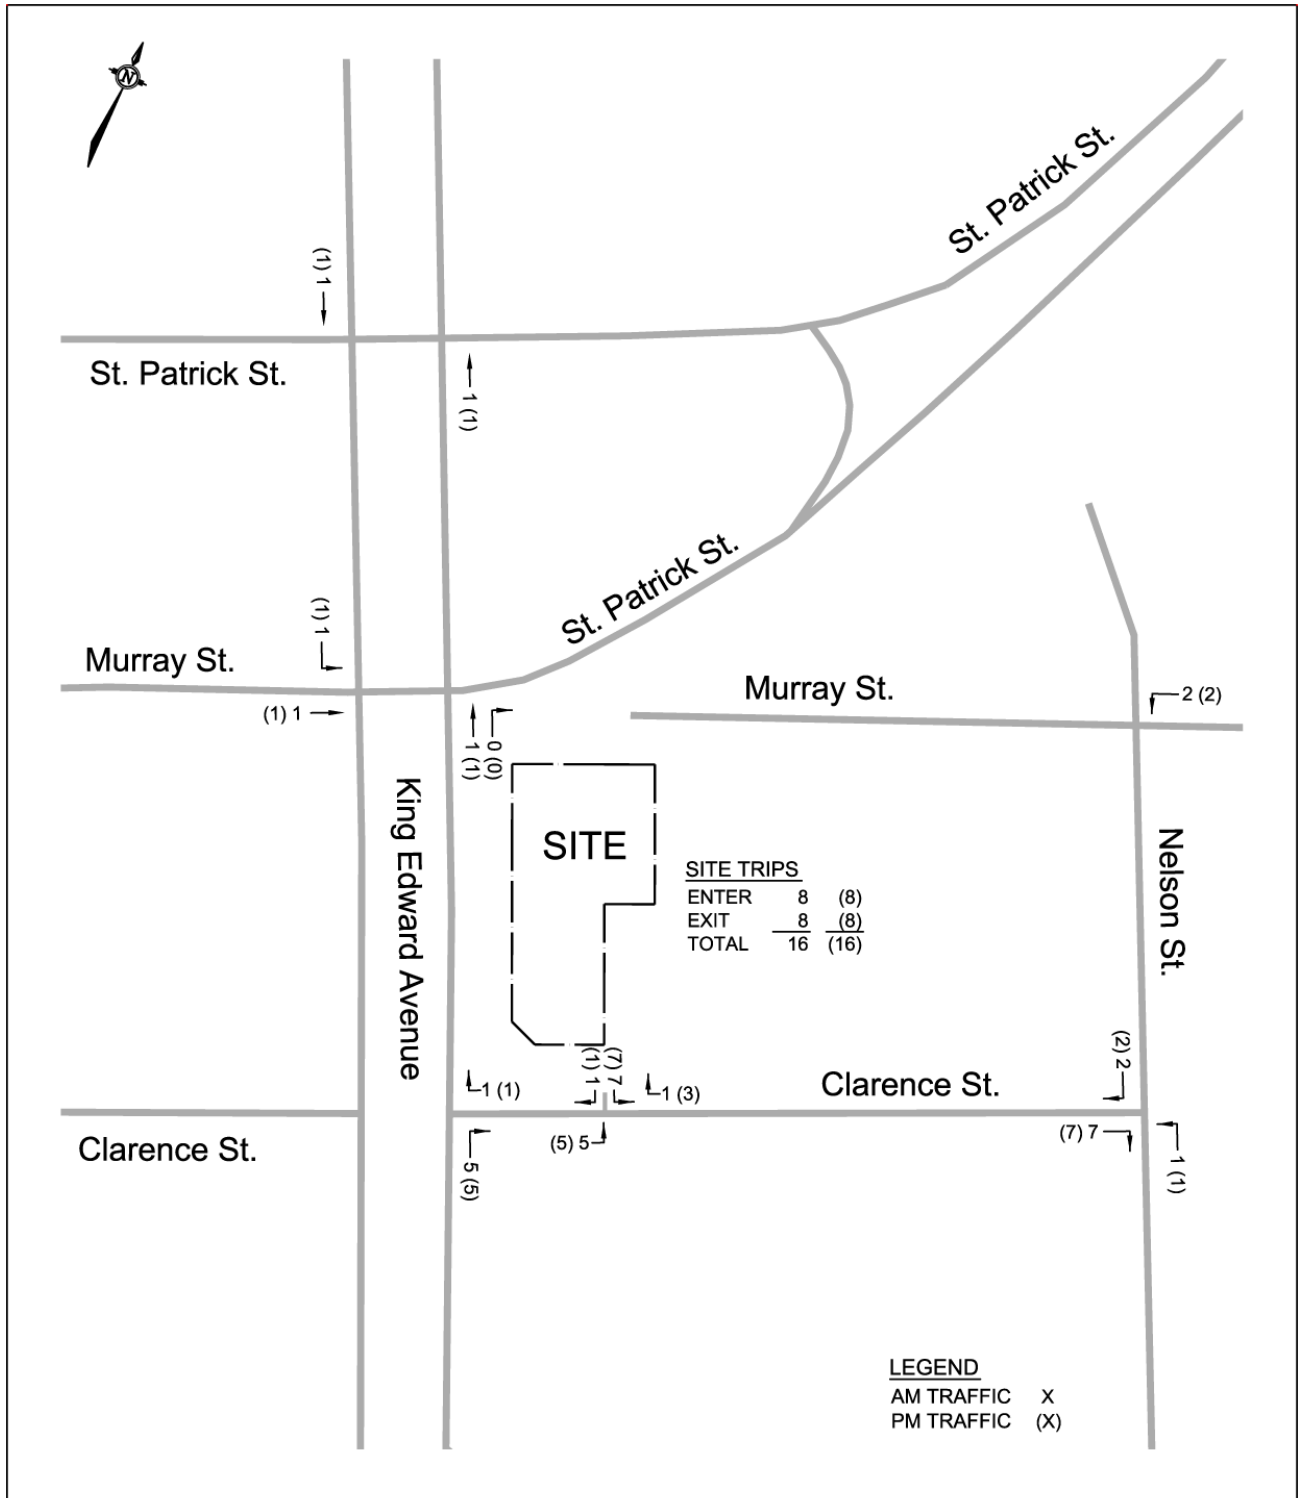 N
St. Patrick St.
(1) 1
St. Patrick St.
1 (1)
St. Patrick St.
(1) 1
Murray St.
(1) 1
1 (1)
0 (0)
Murray St.
2 (2)
King Edward Avenue
SITE
SITE TRIPS
ENTER 8 (8)
EXIT 8 (8)
TOTAL 16 (16)
Nelson St.
1 (1)
(1) 1
(7) 7
1 (3)
Clarence St.
(2) 2
Clarence St.
5 (5)
(5) 5
(7) 7
1 (1)
LEGEND
AM TRAFFIC X
PM TRAFFIC (X)